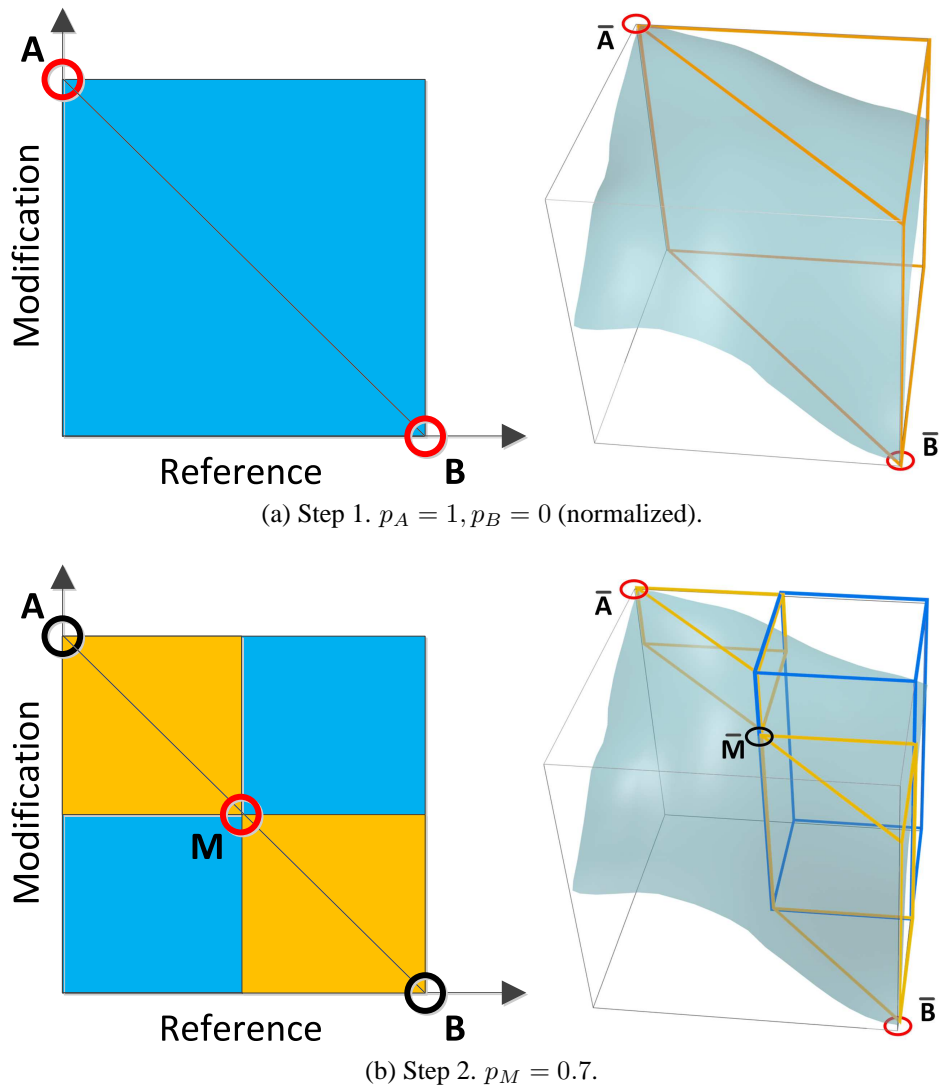 A
Modification
Reference
B
A̅
B̅
(a) Step 1. p_A = 1, p_B = 0 (normalized).
A
Modification
M
Reference
B
A̅
M̅
B̅
(b) Step 2. p_M = 0.7.